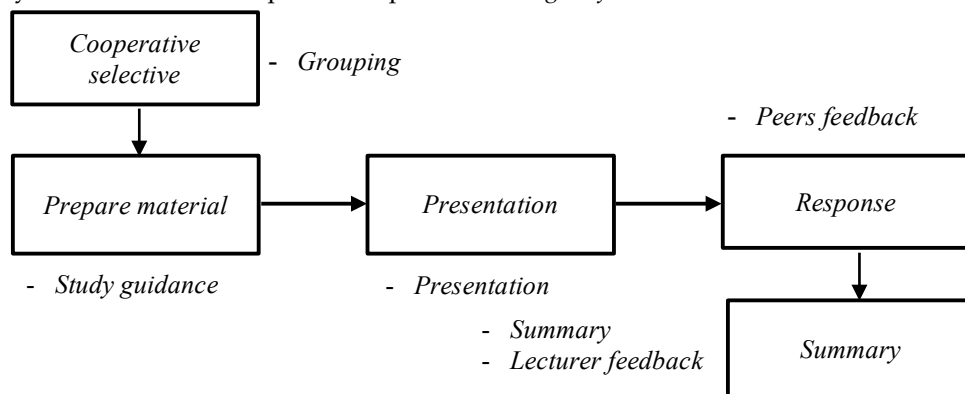 Cooperative
selective
- Grouping
- Peers feedback
Prepare material
Presentation
Response
- Study guidance
- Presentation
- Summary
- Lecturer feedback
Summary